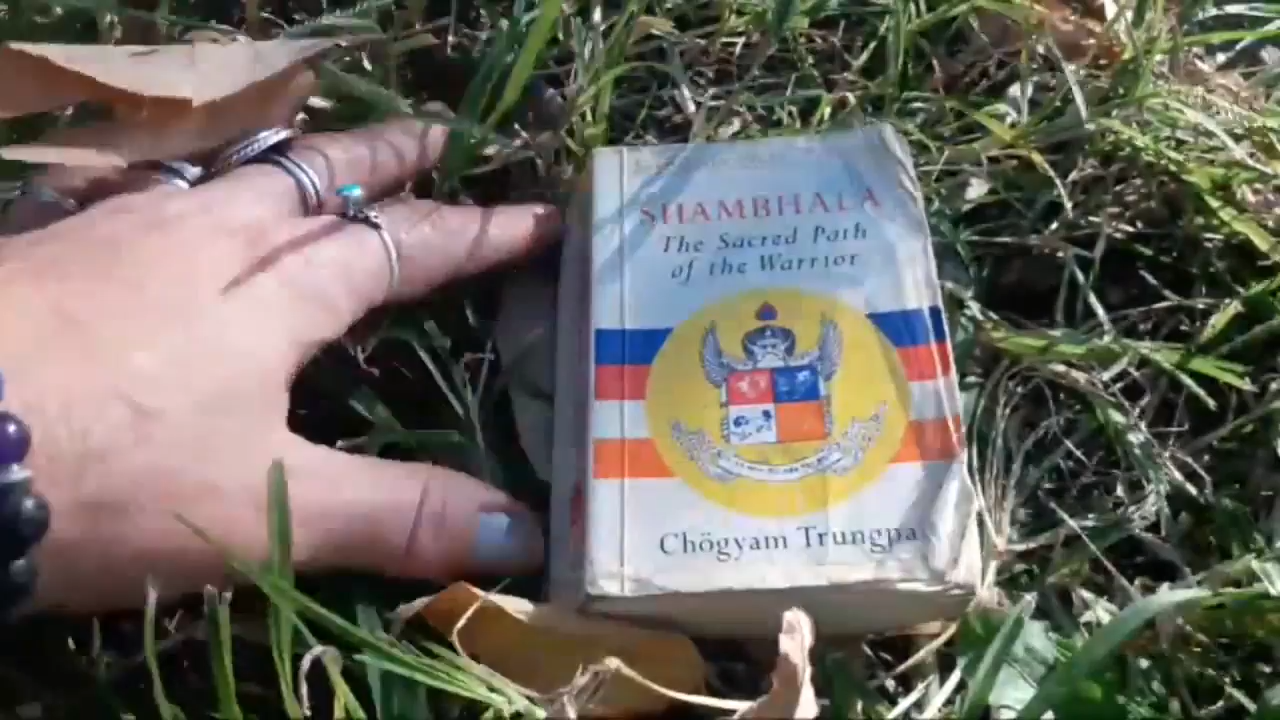 SHAMBHALA
The Sacred Path
of the Warrior
Chögyam Trungpa